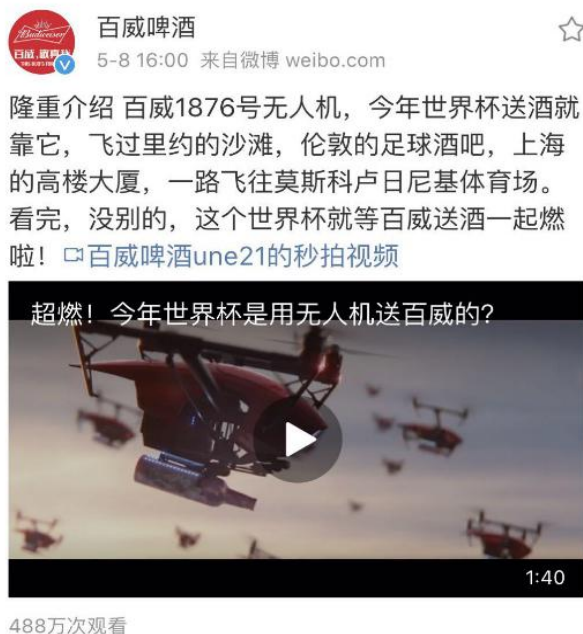 Budweiser
百威啤酒
5-8 16:00 来自微博 weibo.com
隆重介绍 百威1876号无人机，今年世界杯送酒就
靠它，飞过里约的沙滩，伦敦的足球酒吧，上海
的高楼大厦，一路飞往莫斯科卢日尼基体育场。
看完，没别的，这个世界杯就等百威送酒一起燃
啦！百威啤酒une21的秒拍视频
超燃！今年世界杯是用无人机送百威的？
1:40
488万次观看